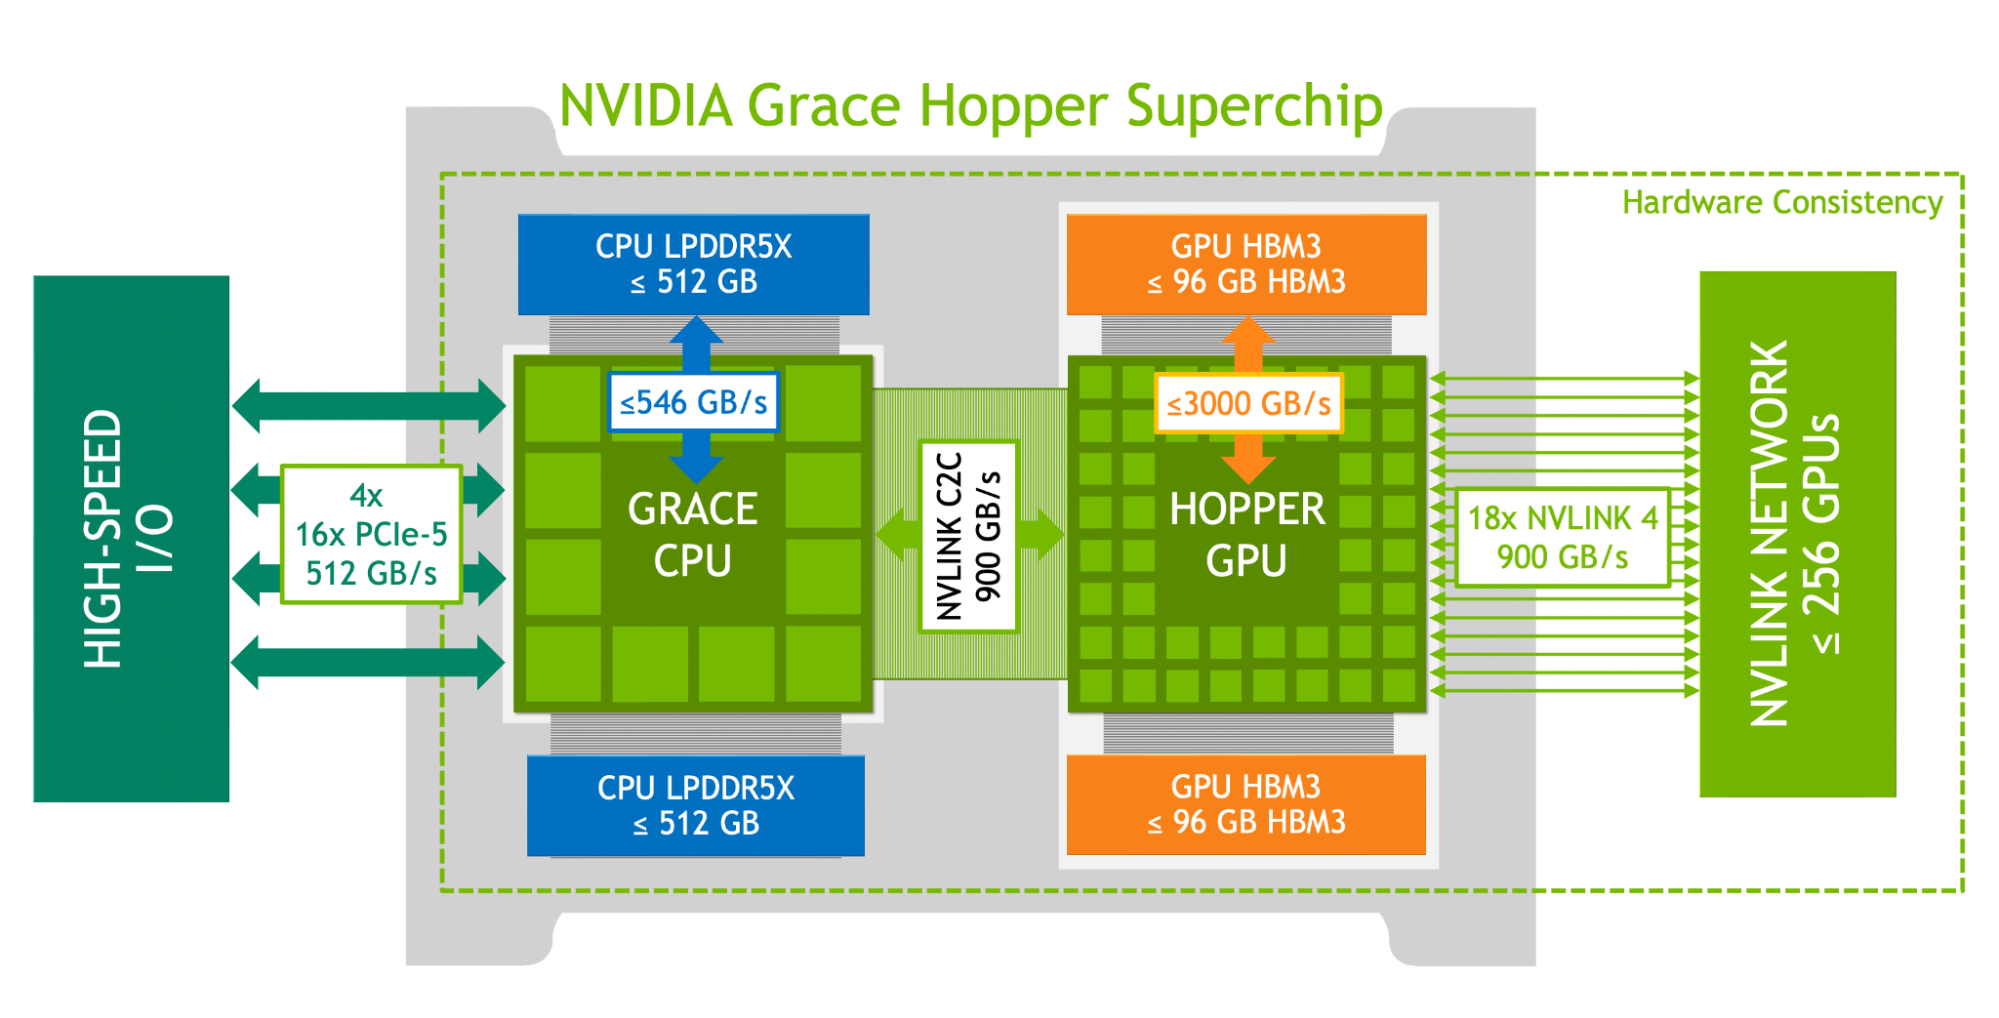 NVIDIA Grace Hopper Superchip
Hardware Consistency
CPU LPDDR5X
≤ 512 GB
GPU HBM3
≤ 96 GB HBM3
HIGH-SPEED
I/O
4x
16x PCIe-5
512 GB/s
≤546 GB/s
GRACE
CPU
NVLINK C2C
900 GB/s
≤3000 GB/s
HOPPER
GPU
18x NVLINK 4
900 GB/s
NVLINK NETWORK
≤ 256 GPUs
CPU LPDDR5X
≤ 512 GB
GPU HBM3
≤ 96 GB HBM3